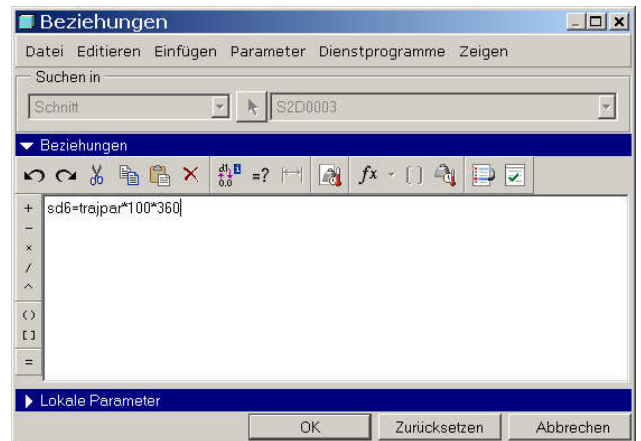 Beziehungen
Datei Editieren Einfügen Parameter Dienstprogramme Zeigen
Suchen in
Schnitt S2D0003
Beziehungen
=? fx [ ]
+ sd6=trajpar*100*360
-
×
/
^
()
[]
=
Lokale Parameter
OK Zurücksetzen Abbrechen